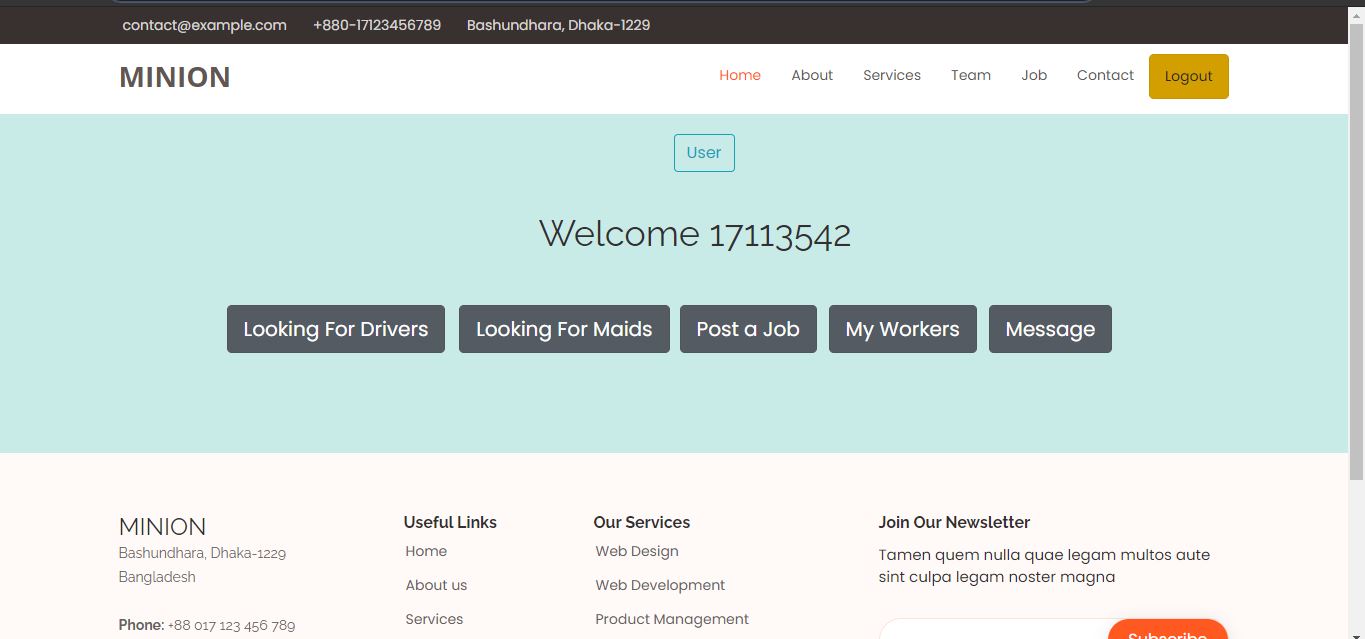 contact@example.com +880-17123456789 Bashundhara, Dhaka-1229
MINION Home About Services Team Job Contact Logout
User
Welcome 17113542
Looking For Drivers Looking For Maids Post a Job My Workers Message
MINION
Bashundhara, Dhaka-1229
Bangladesh
Phone: +88 017 123 456 789
Useful Links
Home
About us
Services
Our Services
Web Design
Web Development
Product Management
Join Our Newsletter
Tamen quem nulla quae legam multos aute
sint culpa legam noster magna
Subscribe